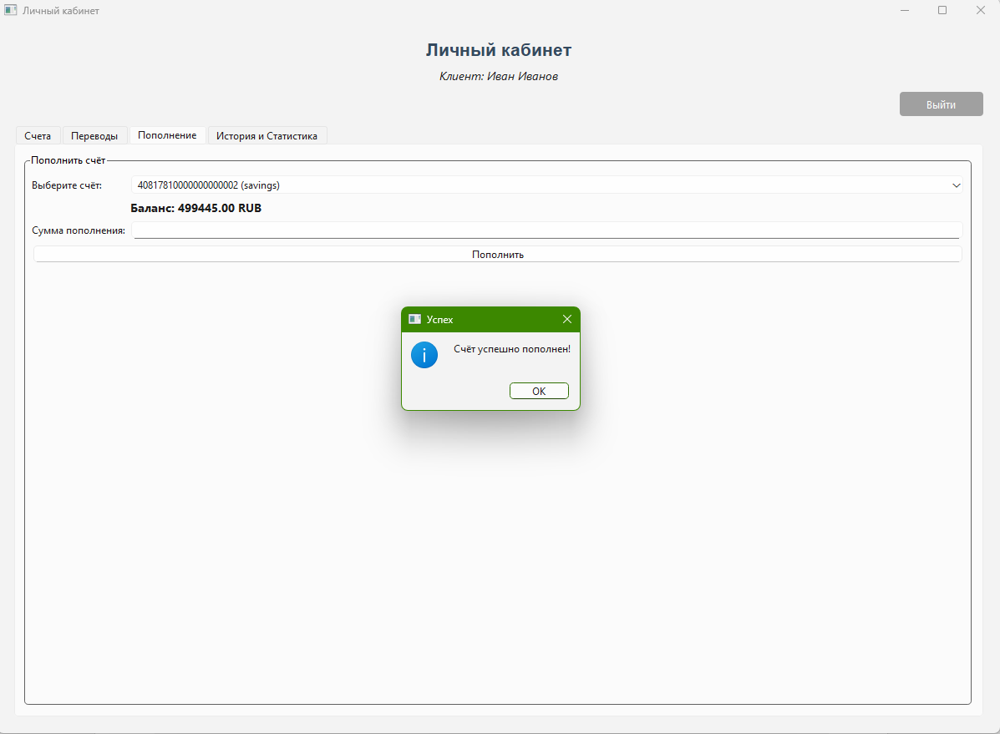 Личный кабинет
Личный кабинет
Клиент: Иван Иванов
Выйти
Счета Переводы Пополнение История и Статистика
Пополнить счёт
Выберите счёт: 40817810000000000002 (savings)
Баланс: 499445.00 RUB
Сумма пополнения:
Пополнить
Успех
Счёт успешно пополнен!
OK